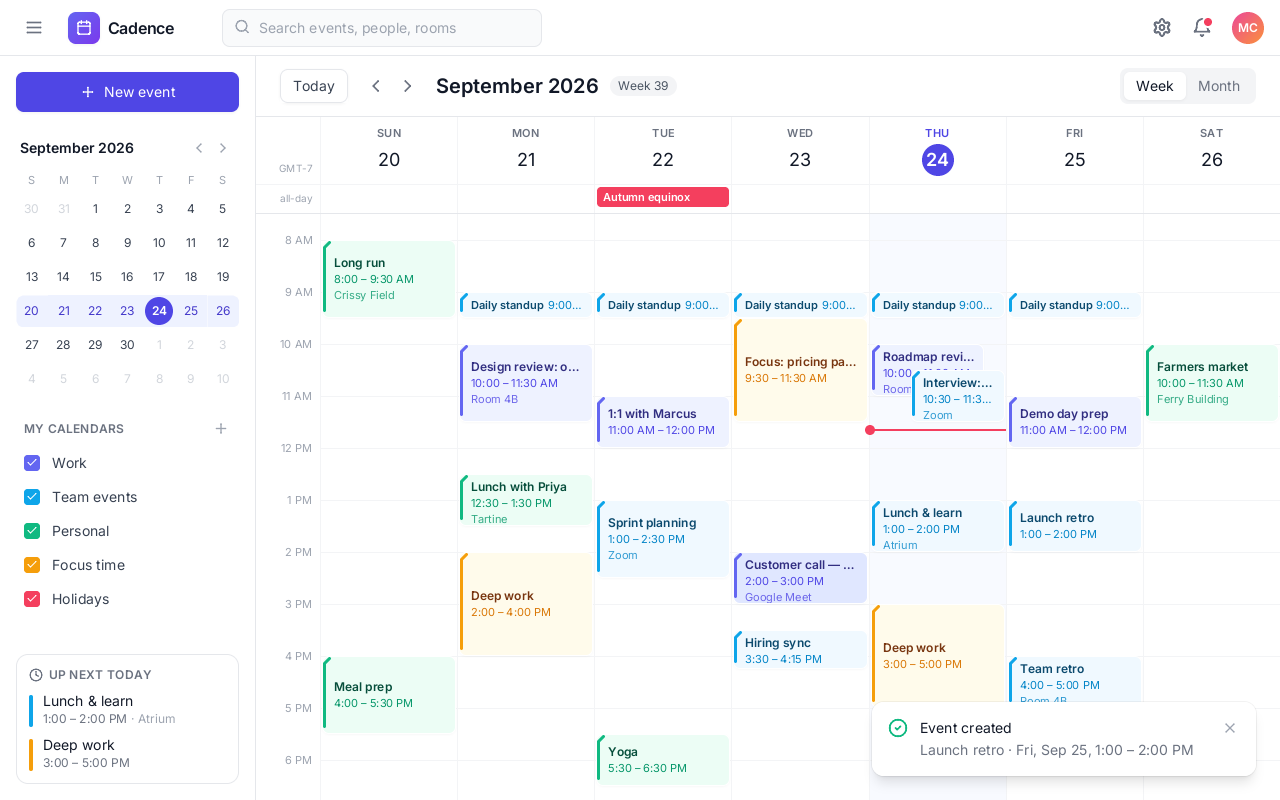 Cadence
Search events, people, rooms
MC
New event
September 2026
S M T W T F S
30 31 1 2 3 4 5
6 7 8 9 10 11 12
13 14 15 16 17 18 19
20 21 22 23 24 25 26
27 28 29 30 1 2 3
4 5 6 7 8 9 10
MY CALENDARS
Work
Team events
Personal
Focus time
Holidays
UP NEXT TODAY
Lunch & learn
1:00 – 2:00 PM · Atrium
Deep work
3:00 – 5:00 PM
Today
September 2026
Week 39
Week
Month
GMT-7
SUN
20
MON
21
TUE
22
WED
23
THU
24
FRI
25
SAT
26
all-day
Autumn equinox
8 AM
9 AM
10 AM
11 AM
12 PM
1 PM
2 PM
3 PM
4 PM
5 PM
6 PM
Long run
8:00 – 9:30 AM
Crissy Field
Meal prep
4:00 – 5:30 PM
Daily standup 9:00...
Design review: o...
10:00 – 11:30 AM
Room 4B
Lunch with Priya
12:30 – 1:30 PM
Tartine
Deep work
2:00 – 4:00 PM
Daily standup 9:00...
1:1 with Marcus
11:00 AM – 12:00 PM
Sprint planning
1:00 – 2:30 PM
Zoom
Yoga
5:30 – 6:30 PM
Daily standup 9:00...
Focus: pricing pa...
9:30 – 11:30 AM
Customer call — ...
2:00 – 3:00 PM
Google Meet
Hiring sync
3:30 – 4:15 PM
Daily standup 9:00...
Roadmap revi...
10:00
Room
Interview:...
10:30 – 11:3...
Zoom
Lunch & learn
1:00 – 2:00 PM
Atrium
Deep work
3:00 – 5:00 PM
Daily standup 9:00...
Demo day prep
11:00 AM – 12:00 PM
Launch retro
1:00 – 2:00 PM
Team retro
4:00 – 5:00 PM
Room 4B
Farmers market
10:00 – 11:30 AM
Ferry Building
Event created
Launch retro · Fri, Sep 25, 1:00 – 2:00 PM